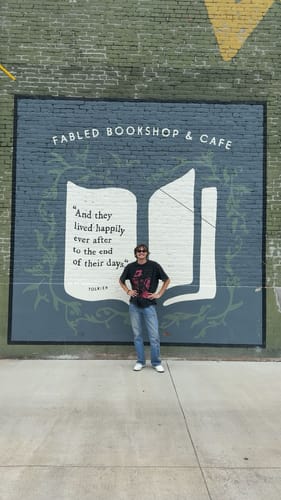 FABLED BOOKSHOP & CAFE
"And they
lived happily
ever after
to the end
of their days"
TOLKIEN